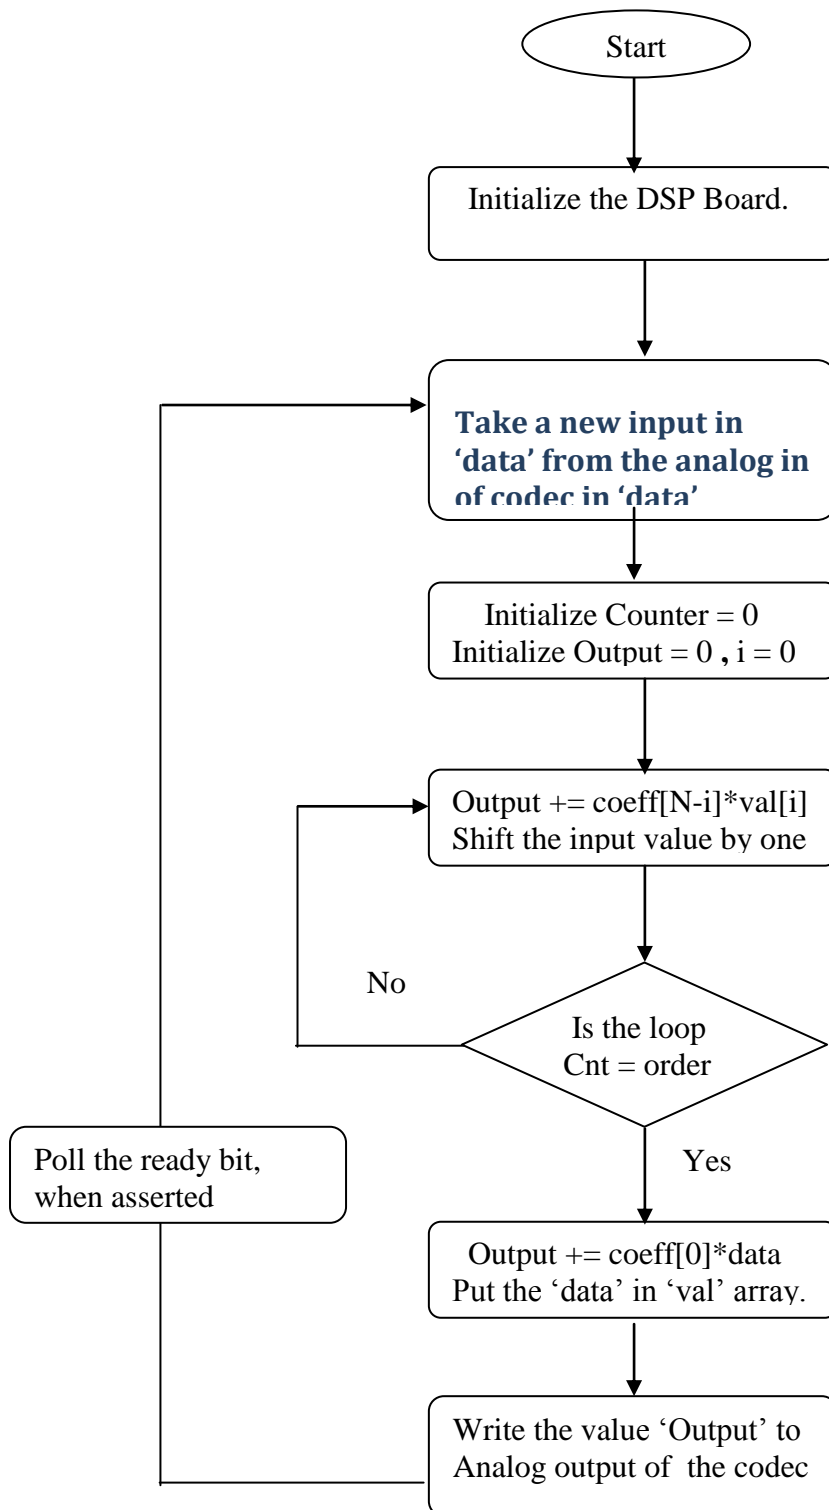 Start
Initialize the DSP Board.
Take a new input in
‘data’ from the analog in
of codec in ‘data’
Initialize Counter = 0
Initialize Output = 0 , i = 0
Output += coeff[N-i]*val[i]
Shift the input value by one
No
Is the loop
Cnt = order
Poll the ready bit,
when asserted
Yes
Output += coeff[0]*data
Put the ‘data’ in ‘val’ array.
Write the value ‘Output’ to
Analog output of the codec